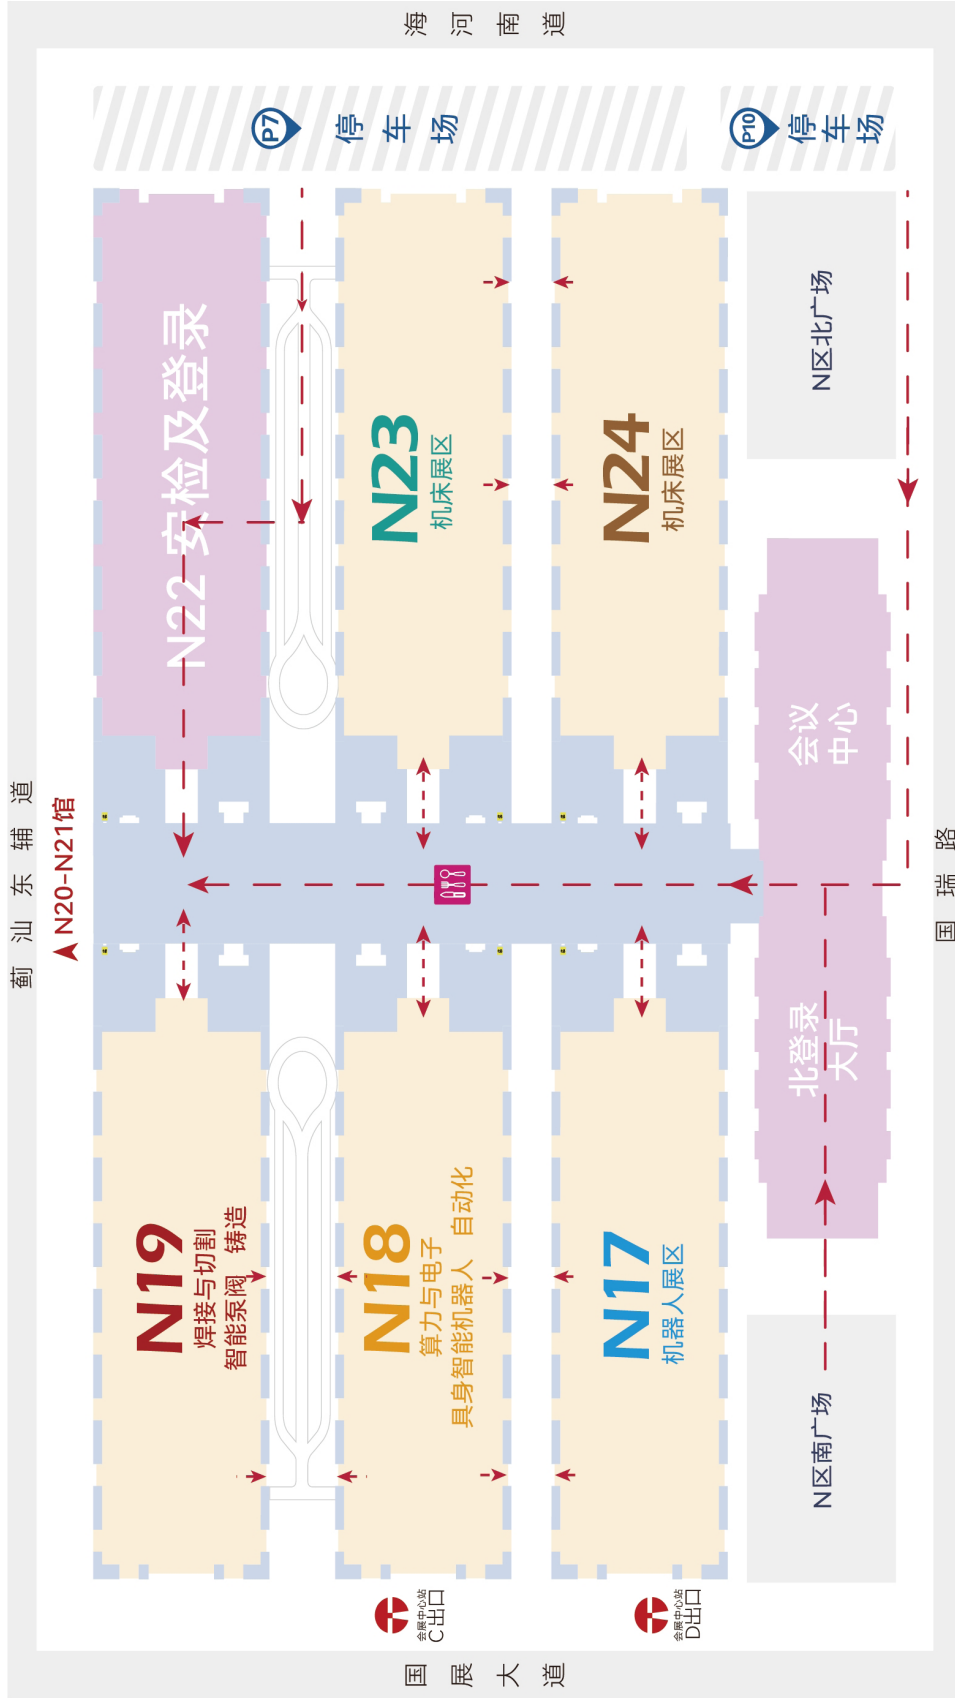 海河南道
P7
停车场
P10
停车场
N22 安检及登录
N23
机床展区
N24
机床展区
N区北广场
会议
中心
蓟汕东辅道
N20-N21馆
国瑞路
北登录
大厅
N19
焊接与切割
智能泵阀 铸造
N18
算力与电子
具身智能机器人 自动化
N17
机器人展区
N区南广场
会展中心站
C出口
会展中心站
D出口
国展大道